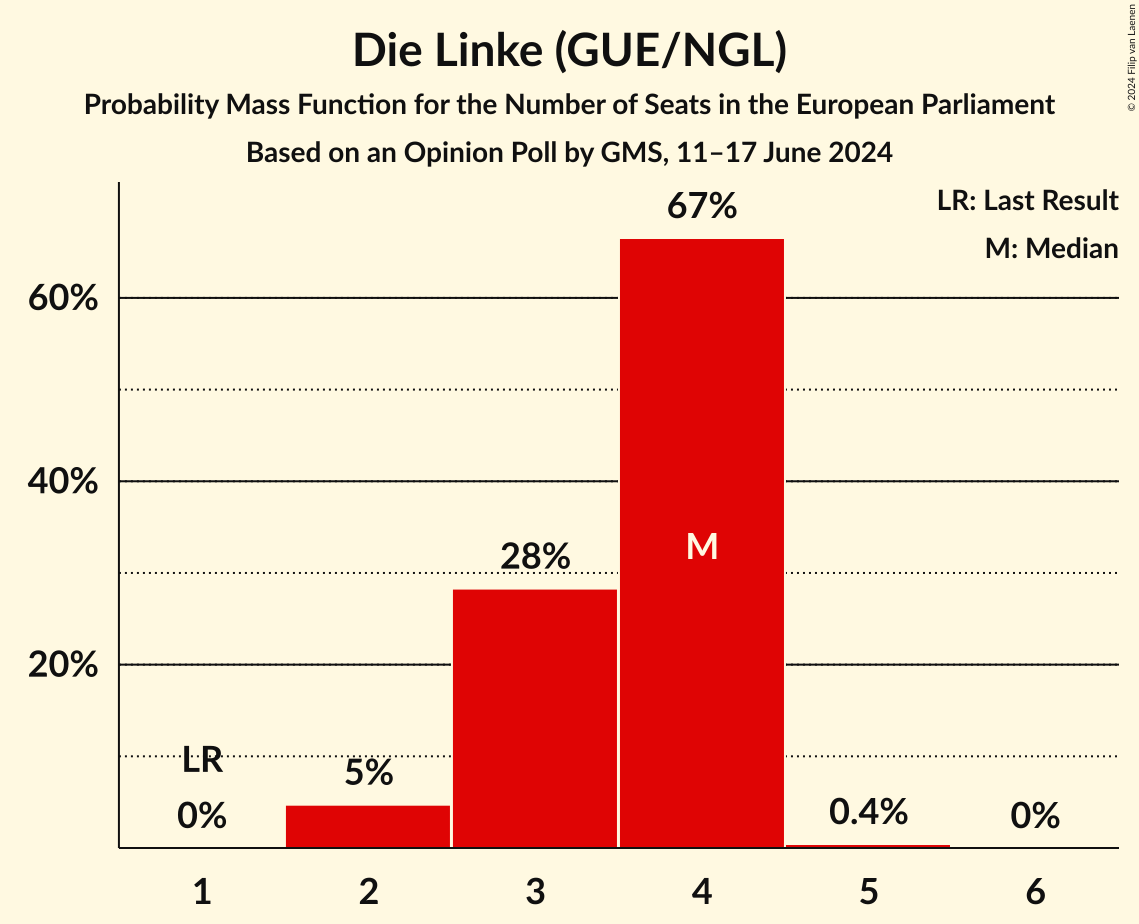 Die Linke (GUE/NGL)
Probability Mass Function for the Number of Seats in the European Parliament
Based on an Opinion Poll by GMS, 11–17 June 2024
© 2024 Filip van Laenen
LR: Last Result
M: Median
67%
60%
40%
28%
M
20%
LR
0%
5%
0.4%
0%
1 2 3 4 5 6